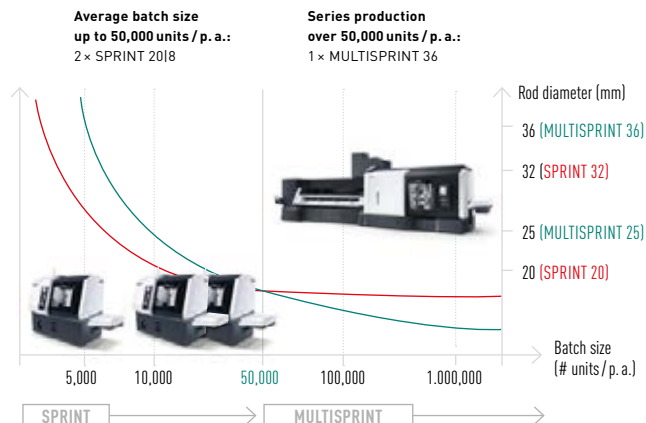 Average batch size
up to 50,000 units / p. a.:
2 × SPRINT 20|8
Series production
over 50,000 units / p. a.:
1 × MULTISPRINT 36
Rod diameter (mm)
36 (MULTISPRINT 36)
32 (SPRINT 32)
25 (MULTISPRINT 25)
20 (SPRINT 20)
Batch size
(# units / p. a.)
5,000 10,000 50,000 100,000 1.000,000
SPRINT MULTISPRINT